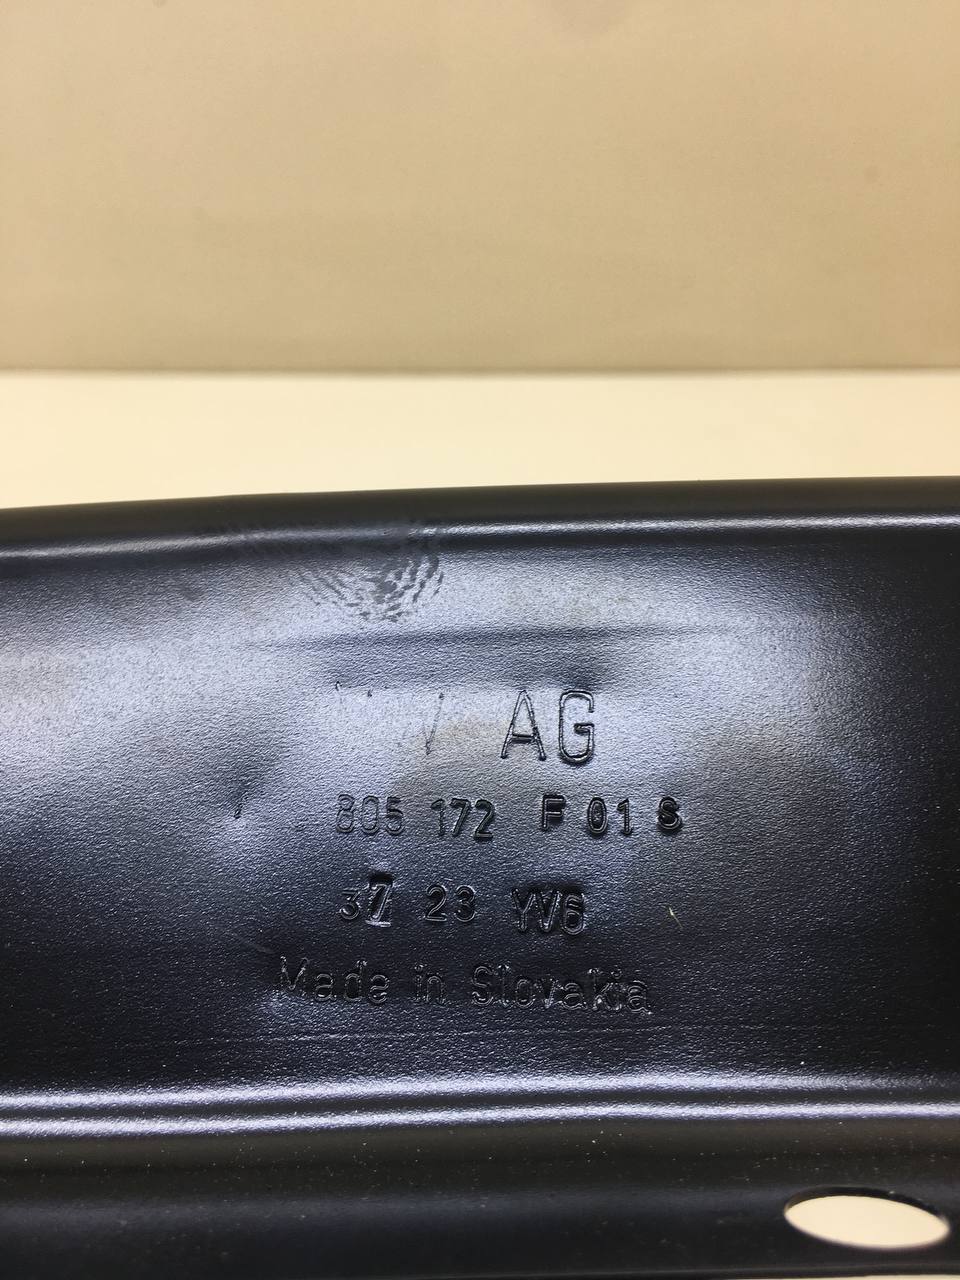 AG
805 172 F 01 S
37 23 YV6
Made in Slovakia